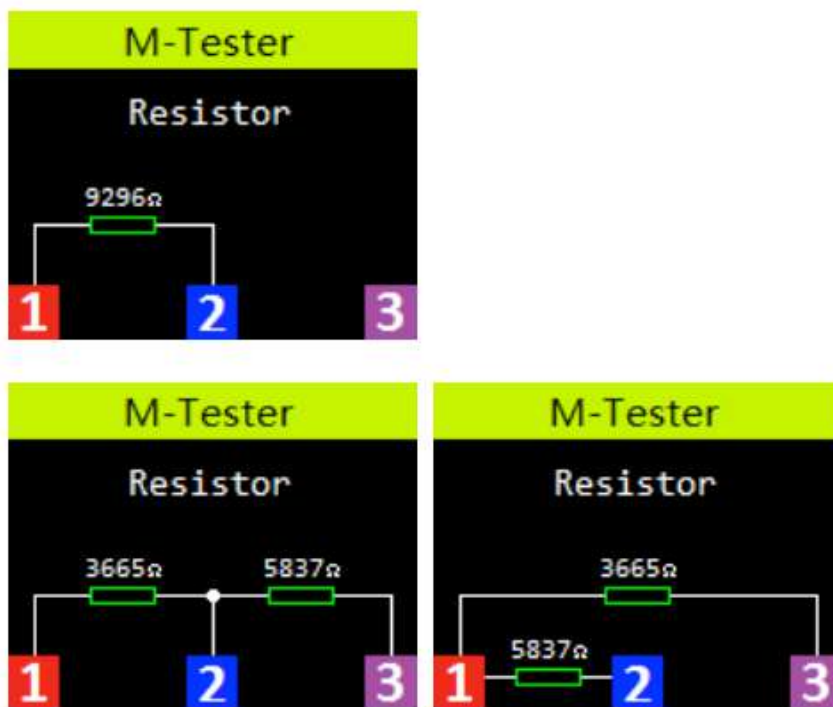 M-Tester
Resistor
9296Ω
1 2 3
M-Tester
Resistor
3665Ω 5837Ω
1 2 3
M-Tester
Resistor
3665Ω
5837Ω
1 2 3